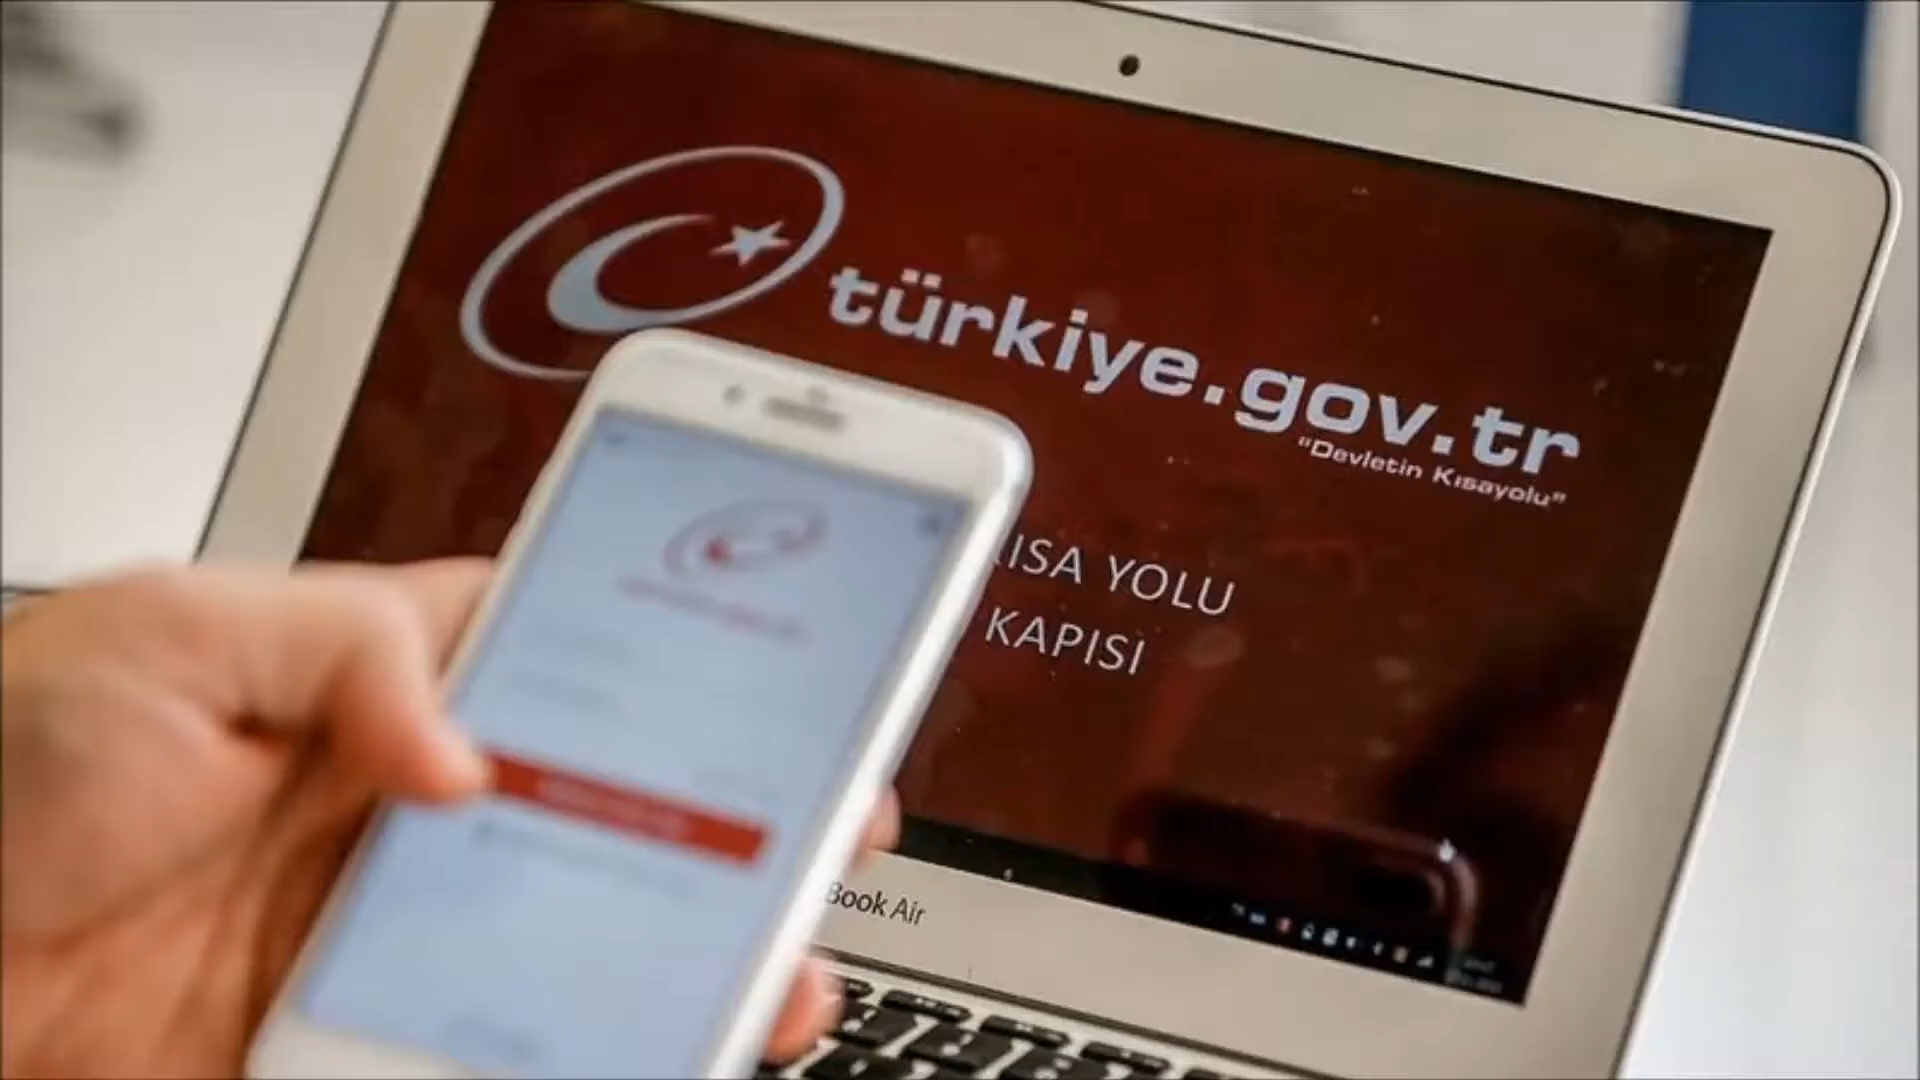 türkiye.gov.tr
"Devletin Kısayolu"
ISA YOLU
KAPISI
Book Air